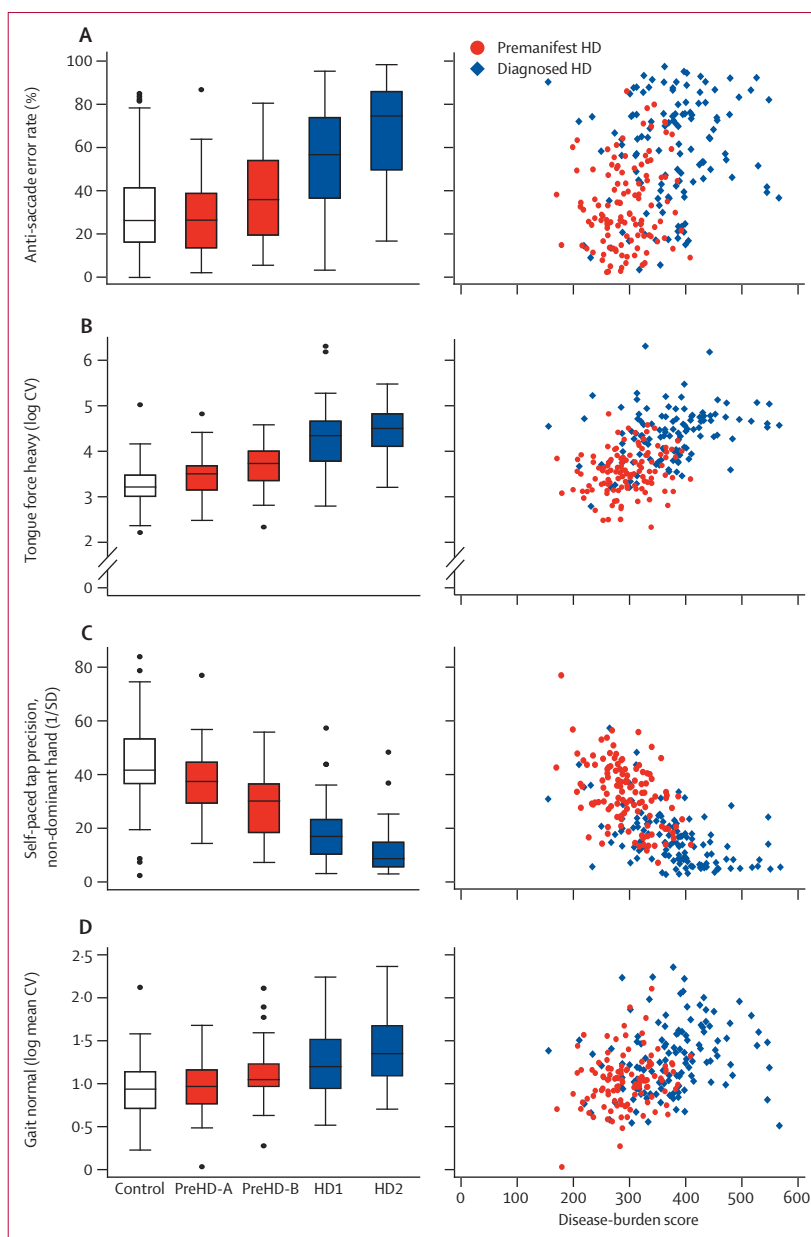 A
Premanifest HD
Diagnosed HD
Anti-saccade error rate (%)
100
80
60
40
20
0
B
Tongue force heavy (log CV)
6
5
4
3
2
0
C
Self-paced tap precision,
non-dominant hand (1/SD)
80
60
40
20
0
D
Gait normal (log mean CV)
2·5
2·0
1·5
1·0
0·5
0
Control PreHD-A PreHD-B HD1 HD2
0 100 200 300 400 500 600
Disease-burden score